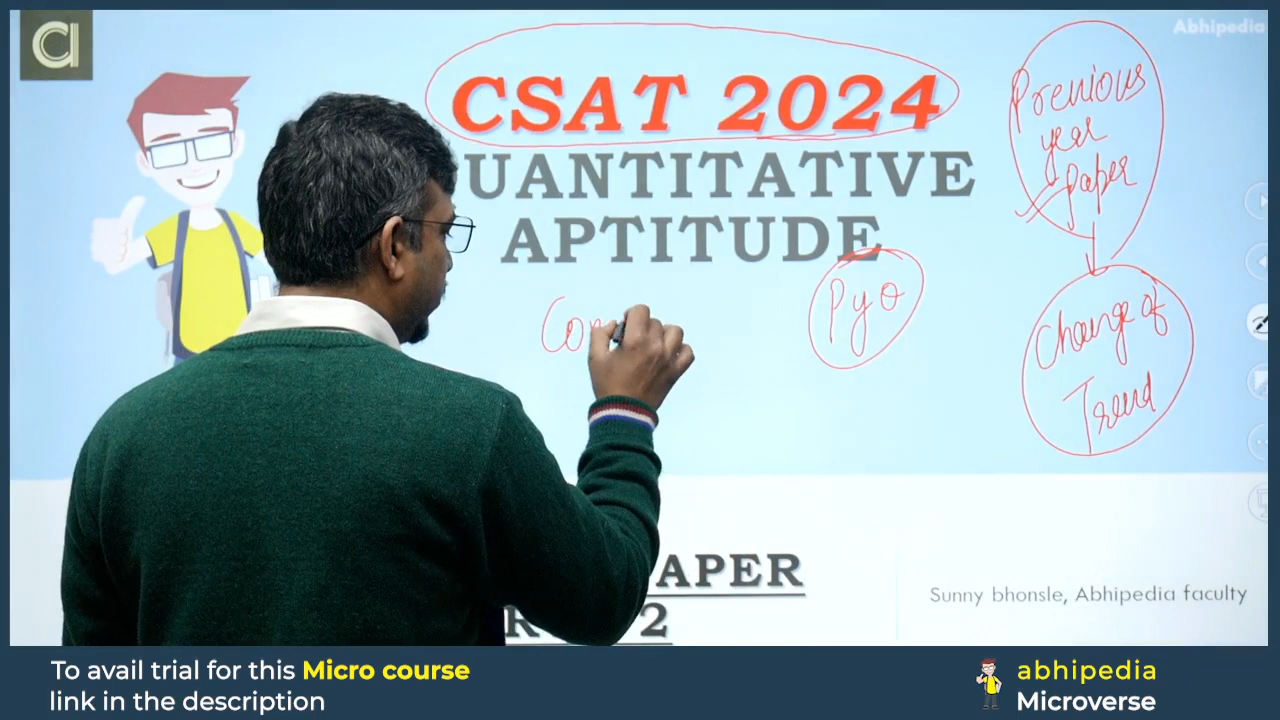 Abhipedia
CSAT 2024
UANTITATIVE
APTITUDE
Previous
year
Paper
PyQ
Change of
Trend
Con
APER
2
Sunny bhonsle, Abhipedia faculty
To avail trial for this Micro course
link in the description
abhipedia
Microverse